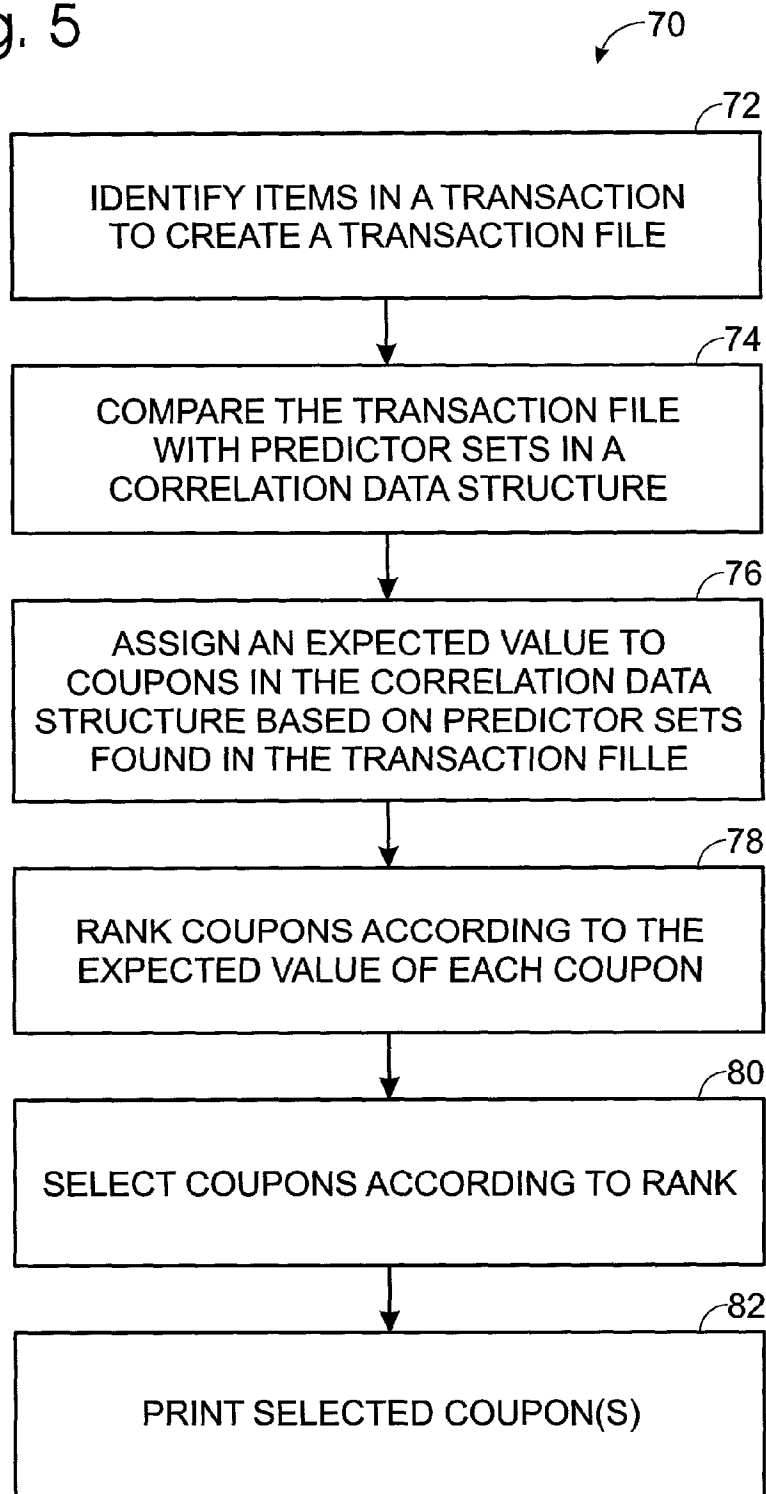 g. 5
70
72
IDENTIFY ITEMS IN A TRANSACTION
TO CREATE A TRANSACTION FILE
74
COMPARE THE TRANSACTION FILE
WITH PREDICTOR SETS IN A
CORRELATION DATA STRUCTURE
76
ASSIGN AN EXPECTED VALUE TO
COUPONS IN THE CORRELATION DATA
STRUCTURE BASED ON PREDICTOR SETS
FOUND IN THE TRANSACTION FILLE
78
RANK COUPONS ACCORDING TO THE
EXPECTED VALUE OF EACH COUPON
80
SELECT COUPONS ACCORDING TO RANK
82
PRINT SELECTED COUPON(S)